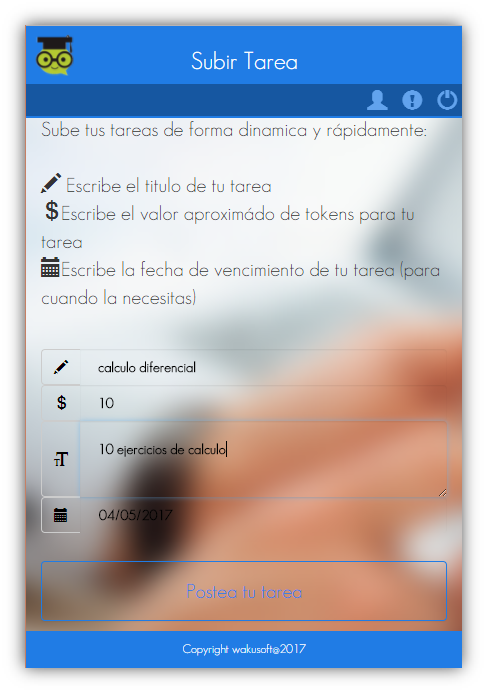 Subir Tarea
Sube tus tareas de forma dinamica y rápidamente:
Escribe el titulo de tu tarea
$Escribe el valor aproximádo de tokens para tu
tarea
Escribe la fecha de vencimiento de tu tarea (para
cuando la necesitas)
calculo diferencial
$ 10
TT 10 ejercicios de calculo
04/05/2017
Postea tu tarea
Copyright wakusoft@2017